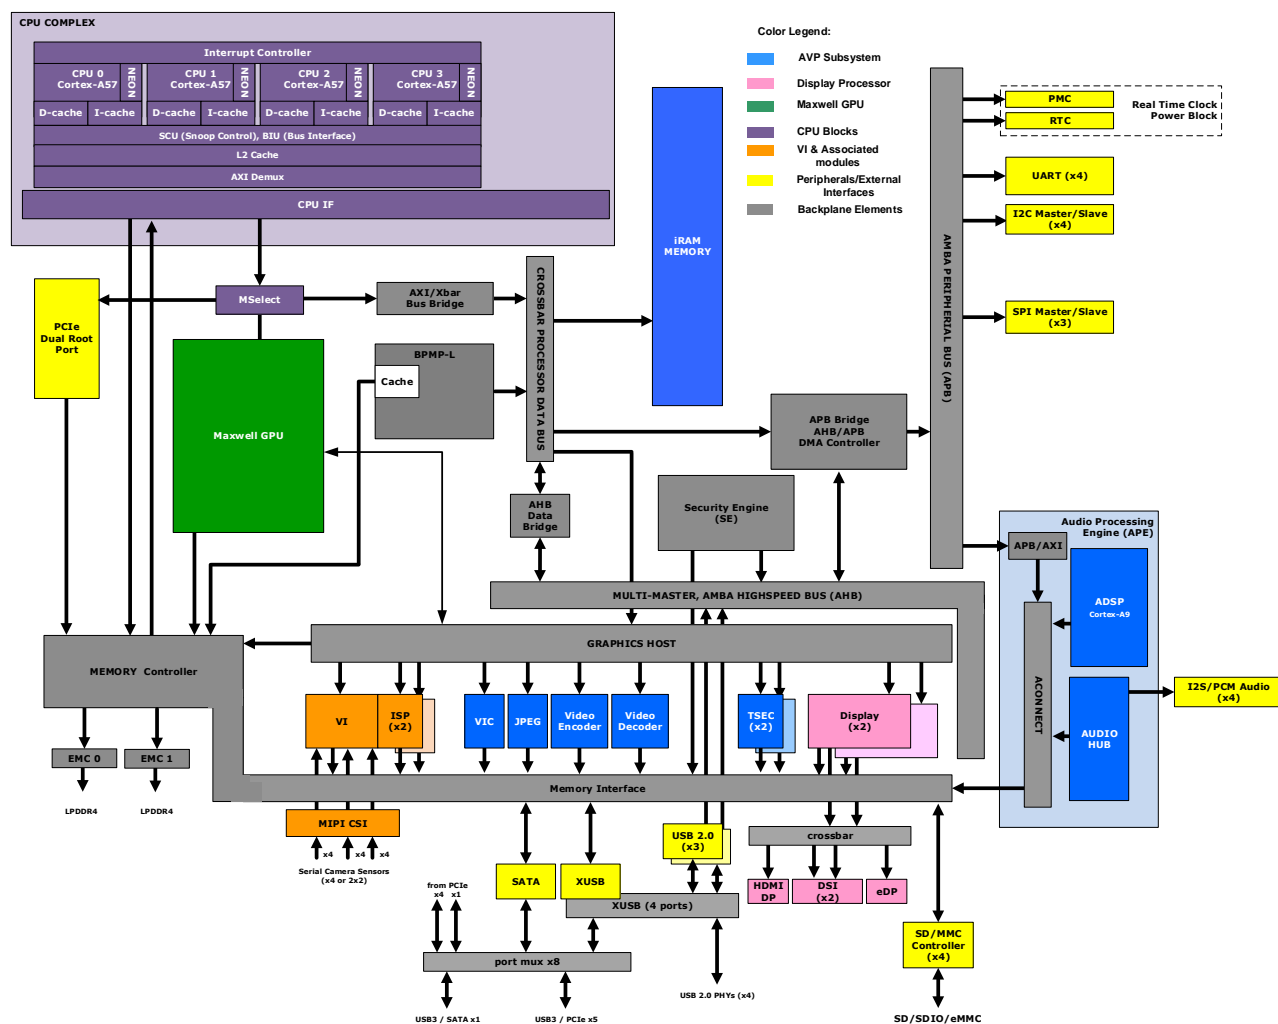 CPU COMPLEX
Interrupt Controller
CPU 0
Cortex-A57
NEON
CPU 1
Cortex-A57
NEON
CPU 2
Cortex-A57
NEON
CPU 3
Cortex-A57
NEON
D-cache
I-cache
D-cache
I-cache
D-cache
I-cache
D-cache
I-cache
SCU (Snoop Control), BIU (Bus Interface)
L2 Cache
AXI Demux
CPU IF
Color Legend:
AVP Subsystem
Display Processor
Maxwell GPU
CPU Blocks
VI & Associated
modules
Peripherals/External
Interfaces
Backplane Elements
iRAM
MEMORY
AMBA PERIPHERIAL BUS (APB)
PMC
RTC
Real Time Clock
Power Block
UART (x4)
I2C Master/Slave
(x4)
SPI Master/Slave
(x3)
PCIe
Dual Root
Port
MSelect
AXI/Xbar
Bus Bridge
CROSSBAR PROCESSOR DATA BUS
BPMP-L
Cache
Maxwell GPU
APB Bridge
AHB/APB
DMA Controller
AHB
Data
Bridge
Security Engine
(SE)
MULTI-MASTER, AMBA HIGHSPEED BUS (AHB)
Audio Processing
Engine (APE)
APB/AXI
ADSP
Cortex-A9
ACONNECT
AUDIO
HUB
I2S/PCM Audio
(x4)
GRAPHICS HOST
MEMORY Controller
EMC 0
EMC 1
LPDDR4
LPDDR4
VI
ISP
(x2)
VIC
JPEG
Video
Encoder
Video
Decoder
TSEC
(x2)
Display
(x2)
Memory Interface
MIPI CSI
x4
x4
x4
Serial Camera Sensors
(x4 or 2x2)
USB 2.0
(x3)
crossbar
HDMI
DP
DSI
(x2)
eDP
SATA
XUSB
XUSB (4 ports)
from PCIe
x4
x1
port mux x8
USB3 / SATA x1
USB3 / PCIe x5
USB 2.0 PHYs (x4)
SD/MMC
Controller
(x4)
SD/SDIO/eMMC